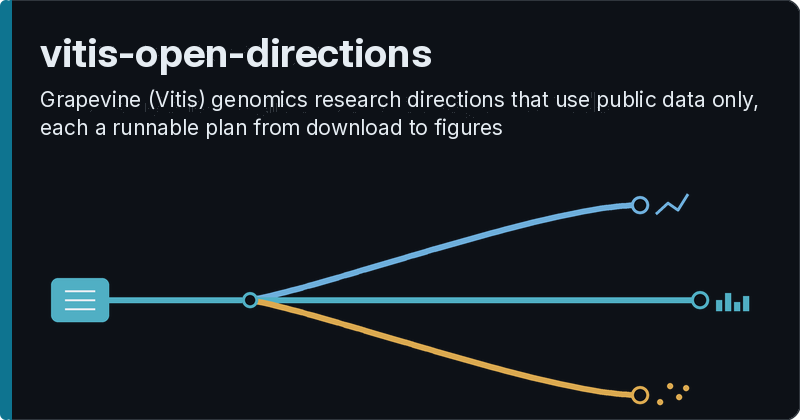 vitis-open-directions
Grapevine (Vitis) genomics research directions that use public data only,
each a runnable plan from download to figures